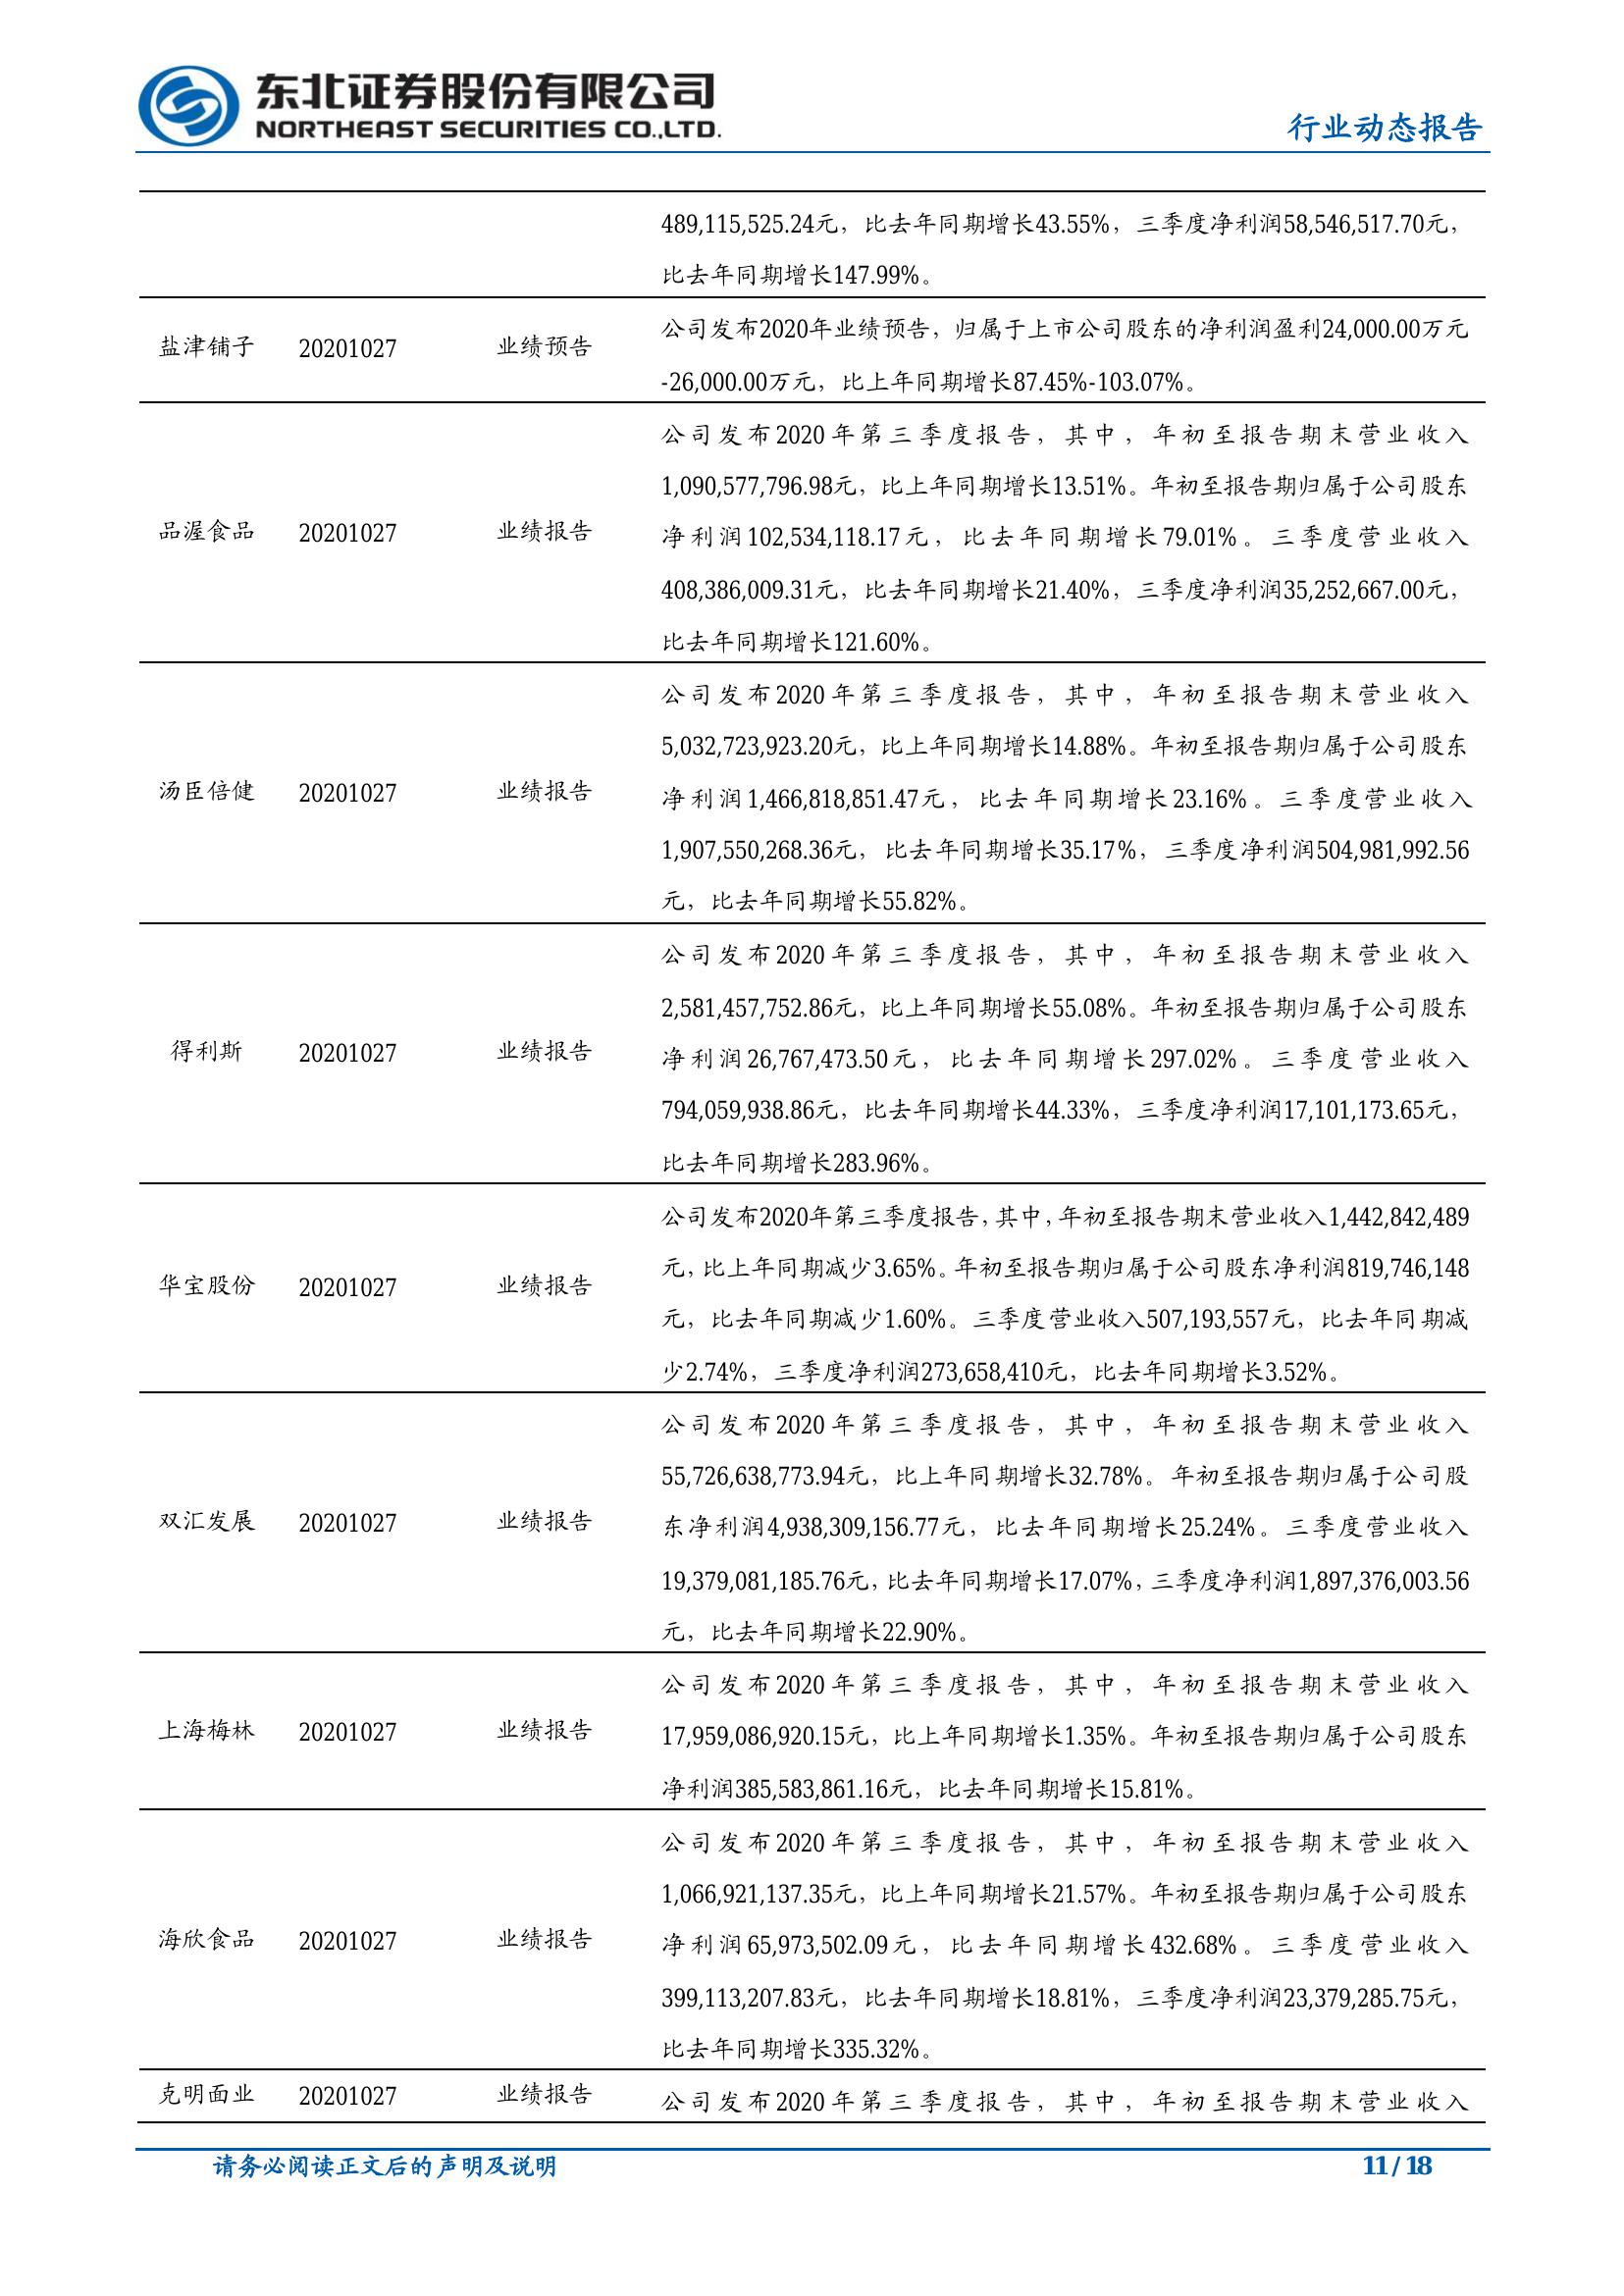 东北证券股份有限公司
NORTHEAST SECURITIES CO.,LTD.
行业动态报告
489,115,525.24元，比去年同期增长43.55%，三季度净利润58,546,517.70元，
比去年同期增长147.99%。
盐津铺子 20201027 业绩预告
公司发布2020年业绩预告，归属于上市公司股东的净利润盈利24,000.00万元
-26,000.00万元，比上年同期增长87.45%-103.07%。
品渥食品 20201027 业绩报告
公司发布2020年第三季度报告，其中，年初至报告期末营业收入
1,090,577,796.98元，比上年同期增长13.51%。年初至报告期归属于公司股东
净利润102,534,118.17元，比去年同期增长79.01%。三季度营业收入
408,386,009.31元，比去年同期增长21.40%，三季度净利润35,252,667.00元，
比去年同期增长121.60%。
汤臣倍健 20201027 业绩报告
公司发布2020年第三季度报告，其中，年初至报告期末营业收入
5,032,723,923.20元，比上年同期增长14.88%。年初至报告期归属于公司股东
净利润1,466,818,851.47元，比去年同期增长23.16%。三季度营业收入
1,907,550,268.36元，比去年同期增长35.17%，三季度净利润504,981,992.56
元，比去年同期增长55.82%。
得利斯 20201027 业绩报告
公司发布2020年第三季度报告，其中，年初至报告期末营业收入
2,581,457,752.86元，比上年同期增长55.08%。年初至报告期归属于公司股东
净利润26,767,473.50元，比去年同期增长297.02%。三季度营业收入
794,059,938.86元，比去年同期增长44.33%，三季度净利润17,101,173.65元，
比去年同期增长283.96%。
华宝股份 20201027 业绩报告
公司发布2020年第三季度报告，其中，年初至报告期末营业收入1,442,842,489
元，比上年同期减少3.65%。年初至报告期归属于公司股东净利润819,746,148
元，比去年同期减少1.60%。三季度营业收入507,193,557元，比去年同期减
少2.74%，三季度净利润273,658,410元，比去年同期增长3.52%。
双汇发展 20201027 业绩报告
公司发布2020年第三季度报告，其中，年初至报告期末营业收入
55,726,638,773.94元，比上年同期增长32.78%。年初至报告期归属于公司股
东净利润4,938,309,156.77元，比去年同期增长25.24%。三季度营业收入
19,379,081,185.76元，比去年同期增长17.07%，三季度净利润1,897,376,003.56
元，比去年同期增长22.90%。
上海梅林 20201027 业绩报告
公司发布2020年第三季度报告，其中，年初至报告期末营业收入
17,959,086,920.15元，比上年同期增长1.35%。年初至报告期归属于公司股东
净利润385,583,861.16元，比去年同期增长15.81%。
海欣食品 20201027 业绩报告
公司发布2020年第三季度报告，其中，年初至报告期末营业收入
1,066,921,137.35元，比上年同期增长21.57%。年初至报告期归属于公司股东
净利润65,973,502.09元，比去年同期增长432.68%。三季度营业收入
399,113,207.83元，比去年同期增长18.81%，三季度净利润23,379,285.75元，
比去年同期增长335.32%。
克明面业 20201027 业绩报告
公司发布2020年第三季度报告，其中，年初至报告期末营业收入
请务必阅读正文后的声明及说明
11 / 18